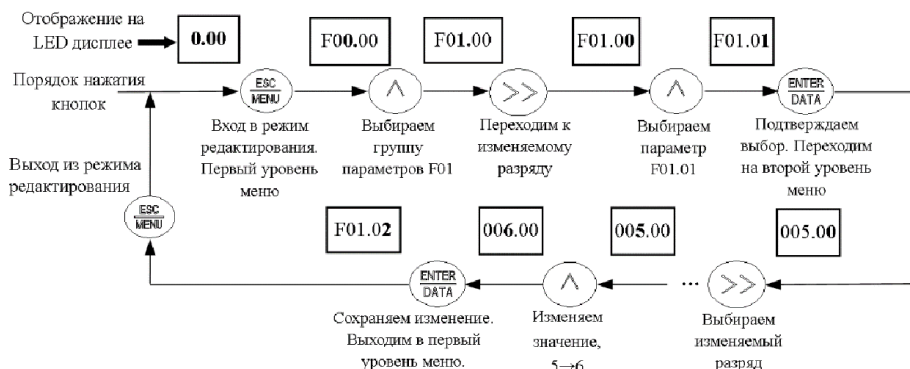 Отображение на
LED дисплее
0.00
F00.00
F01.00
F01.00
F01.01
Порядок нажатия
кнопок
ESC
MENU
ENTER
DATA
Вход в режим
редактирования.
Первый уровень
меню
Выбираем
группу
параметров F01
Переходим к
изменяемому
разряду
Выбираем
параметр
F01.01
Подтверждаем
выбор. Переходим
на второй уровень
меню
Выход из режима
редактирования
ESC
MENU
F01.02
006.00
005.00
005.00
ENTER
DATA
...
Сохраняем изменение.
Выходим в первый
уровень меню.
Изменяем
значение,
5→6
Выбираем
изменяемый
разряд